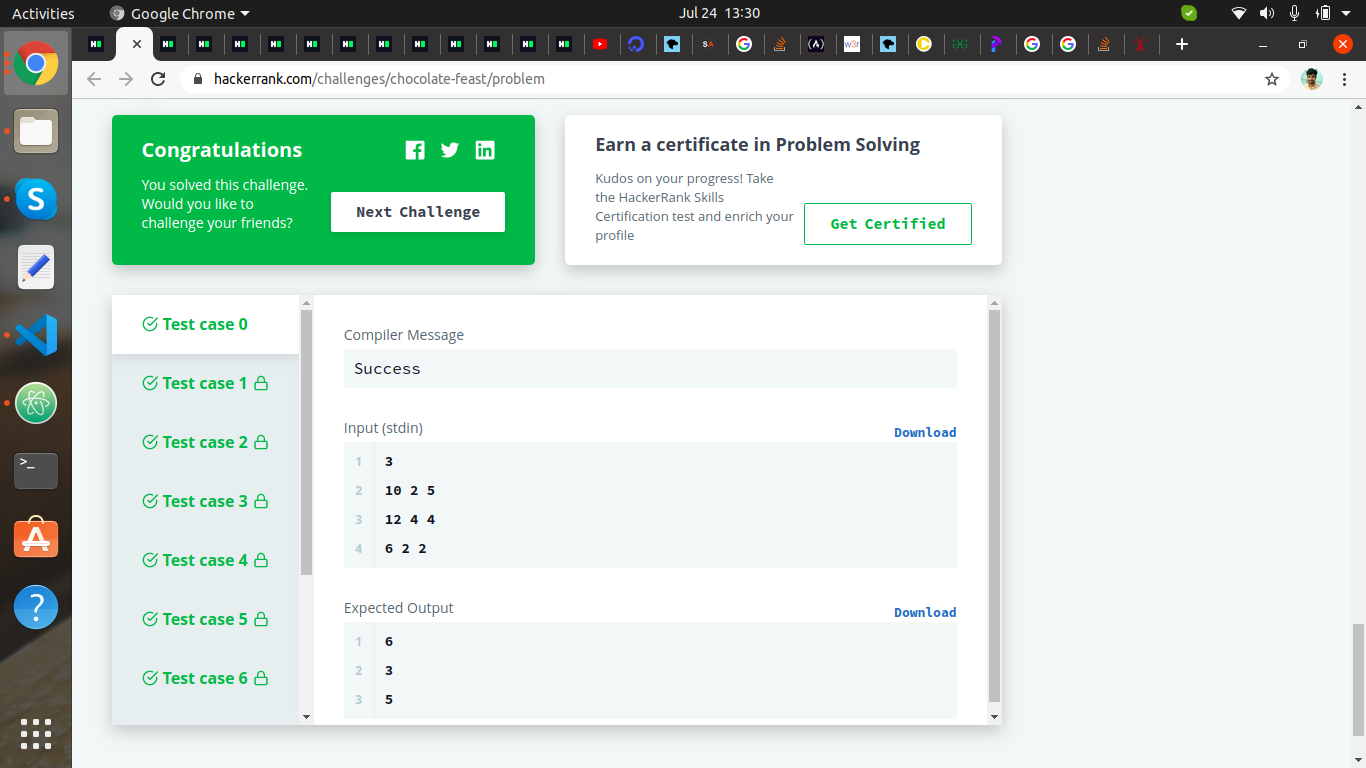 Activities
Google Chrome
Jul 24 13:30
hackerrank.com/challenges/chocolate-feast/problem
Congratulations
You solved this challenge.
Would you like to
challenge your friends?
Next Challenge
Earn a certificate in Problem Solving
Kudos on your progress! Take
the HackerRank Skills
Certification test and enrich your
profile
Get Certified
Test case 0
Test case 1
Test case 2
Test case 3
Test case 4
Test case 5
Test case 6
Compiler Message
Success
Input (stdin)
Download
1 3
2 10 2 5
3 12 4 4
4 6 2 2
Expected Output
Download
1 6
2 3
3 5